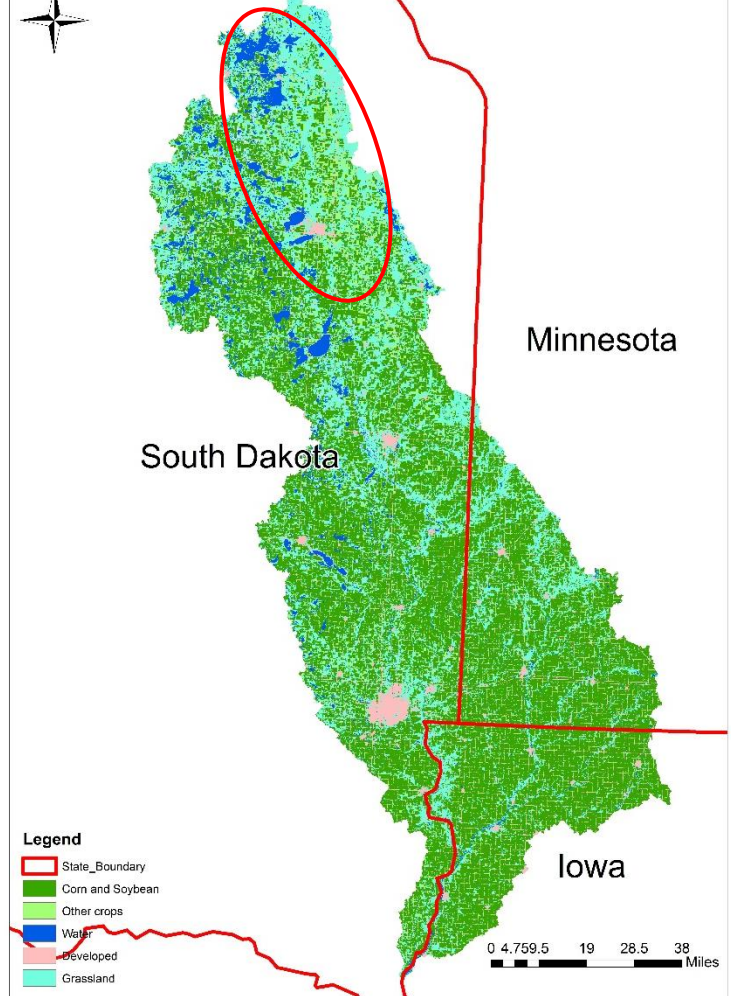 Minnesota
South Dakota
Iowa
Legend
State_Boundary
Corn and Soybean
Other crops
Water
Developed
Grassland
0 4.759.5 19 28.5 38
Miles